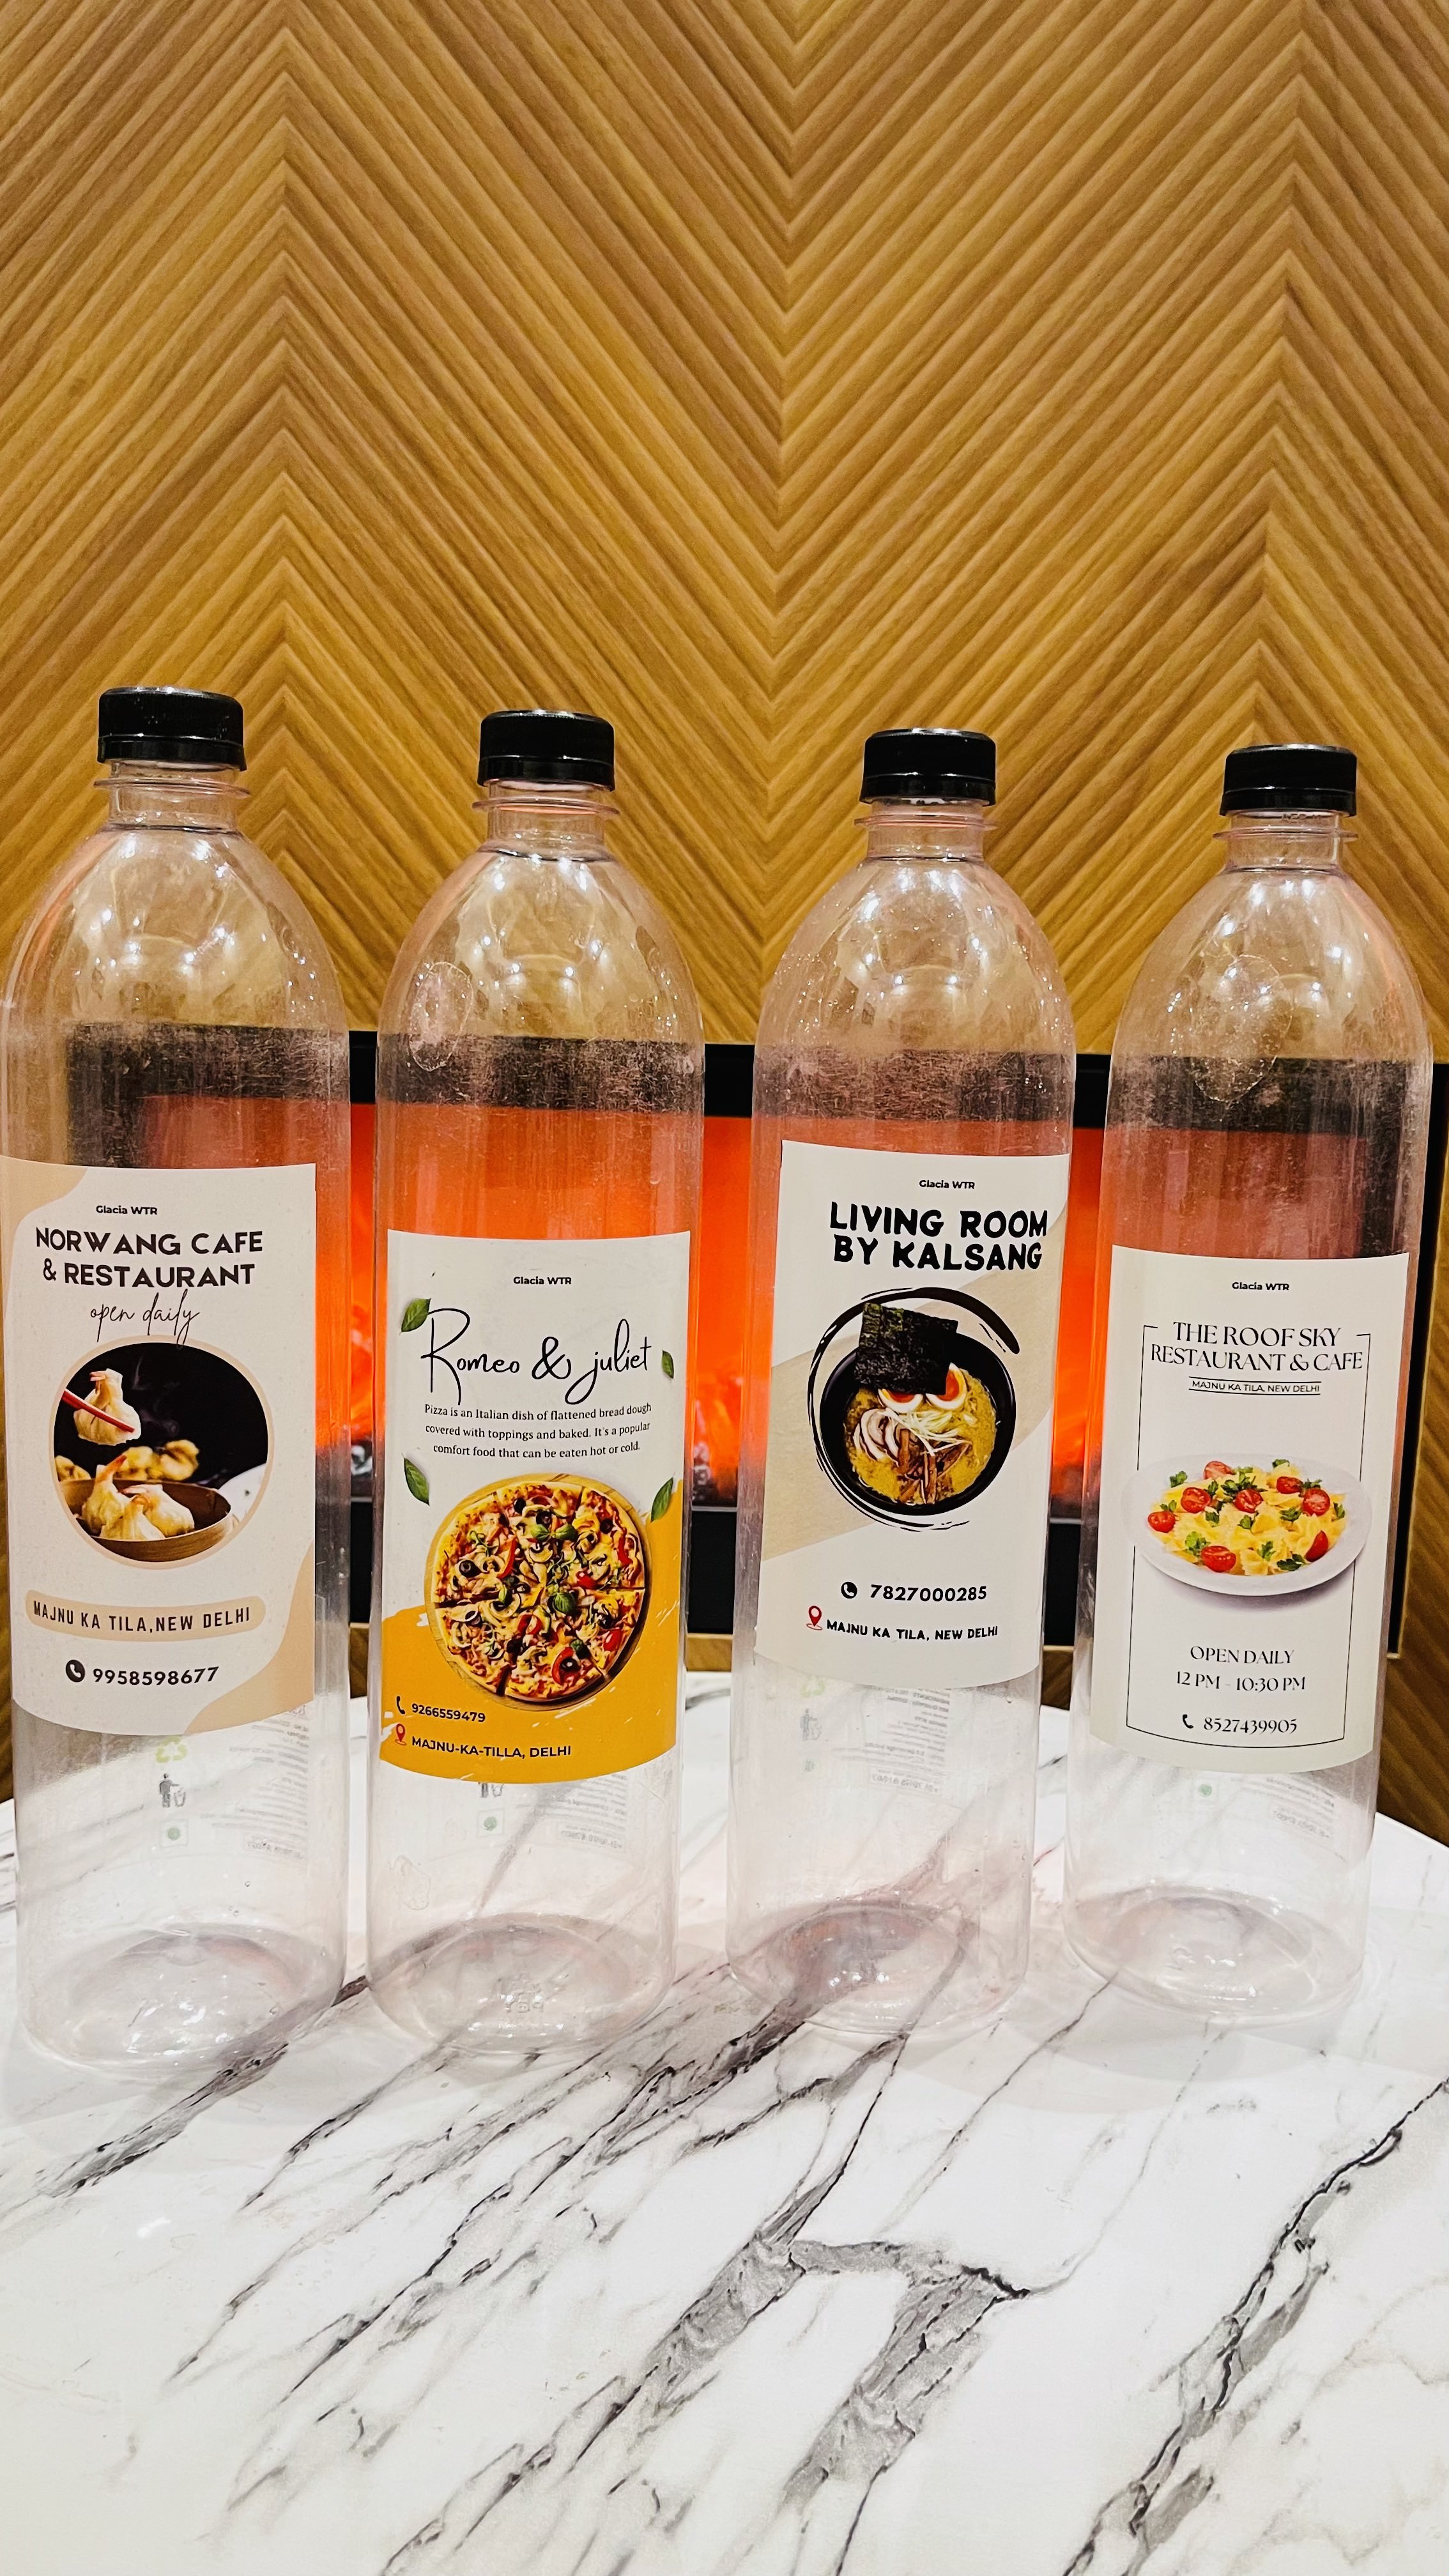 Glacia WTR
NORWANG CAFE
& RESTAURANT
open daily
MAJNU KA TILA,NEW DELHI
9958598677
Glacia WTR
Romeo & juliet
Pizza is an Italian dish of flattened bread dough
covered with toppings and baked. It's a popular
comfort food that can be eaten hot or cold.
9266559479
MAJNU-KA-TILLA, DELHI
Glacia WTR
LIVING ROOM
BY KALSANG
7827000285
MAJNU KA TILA, NEW DELHI
Glacia WTR
THE ROOF SKY
RESTAURANT & CAFE
MAJNU KA TILA, NEW DELHI
OPEN DAILY
12 PM - 10:30 PM
8527439905